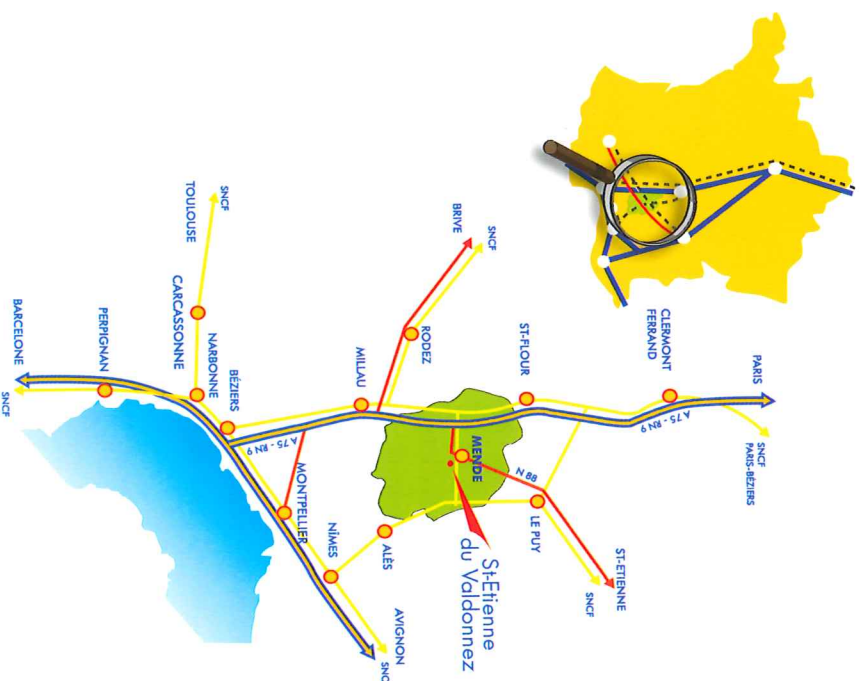 PARIS
A 75 - RN 9
SNCF
PARIS-BÉZIERS
CLERMONT
FERRAND
ST-FLOUR
ST-ETIENNE
SNCF
LE PUY
N 88
MENDE
St-Etienne
du Valdonnez
SNCF
BRIVE
RODEZ
MILLAU
ALÈS
NÎMES
AVIGNON
SNC
MONTPELLIER
A 75 - RN 9
BÉZIERS
NARBONNE
CARCASSONNE
SNCF
TOULOUSE
PERPIGNAN
BARCELONE
SNCF